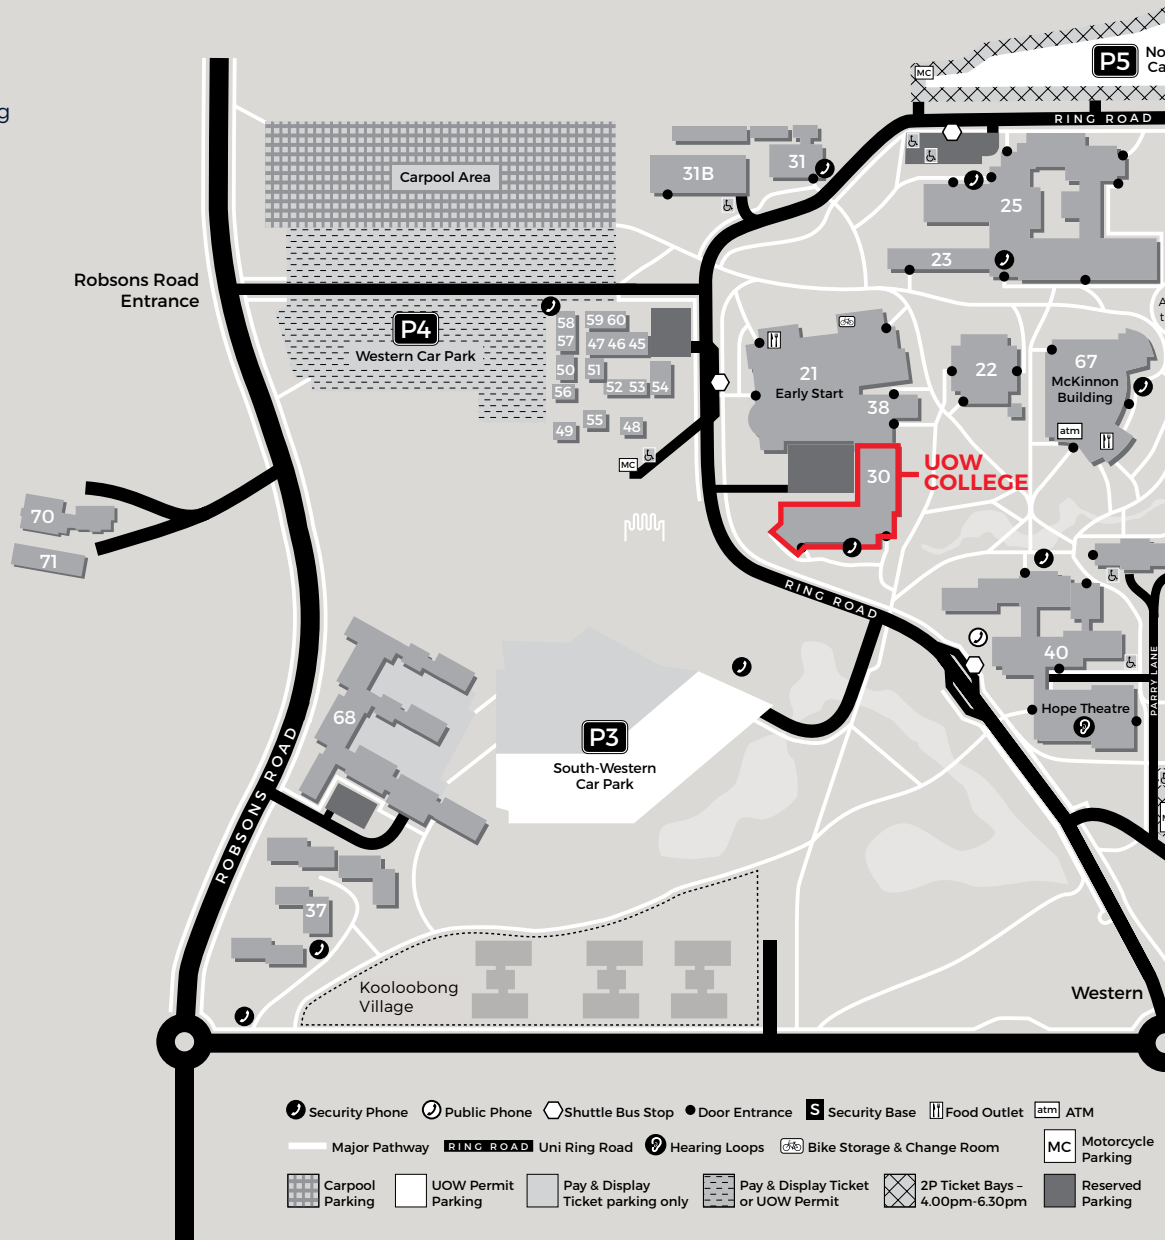 g
P5
No
Ca
MC
RING ROAD
Carpool Area
31B
31
25
23
Robsons Road
Entrance
P4
Western Car Park
58
59 60
57
47 46 45
50
51
56
52 53 54
49
55
48
MC
21
Early Start
38
22
67
McKinnon
Building
atm
A
t
30
UOW
COLLEGE
70
71
RING ROAD
40
Hope Theatre
PARRY LANE
68
P3
South-Western
Car Park
ROBSONS ROAD
37
Kooloobong
Village
Western
Security Phone
Public Phone
Shuttle Bus Stop
Door Entrance
S Security Base
Food Outlet
atm ATM
Major Pathway
RING ROAD Uni Ring Road
Hearing Loops
Bike Storage & Change Room
MC Motorcycle
Parking
Carpool
Parking
UOW Permit
Parking
Pay & Display
Ticket parking only
Pay & Display Ticket
or UOW Permit
2P Ticket Bays –
4.00pm-6.30pm
Reserved
Parking